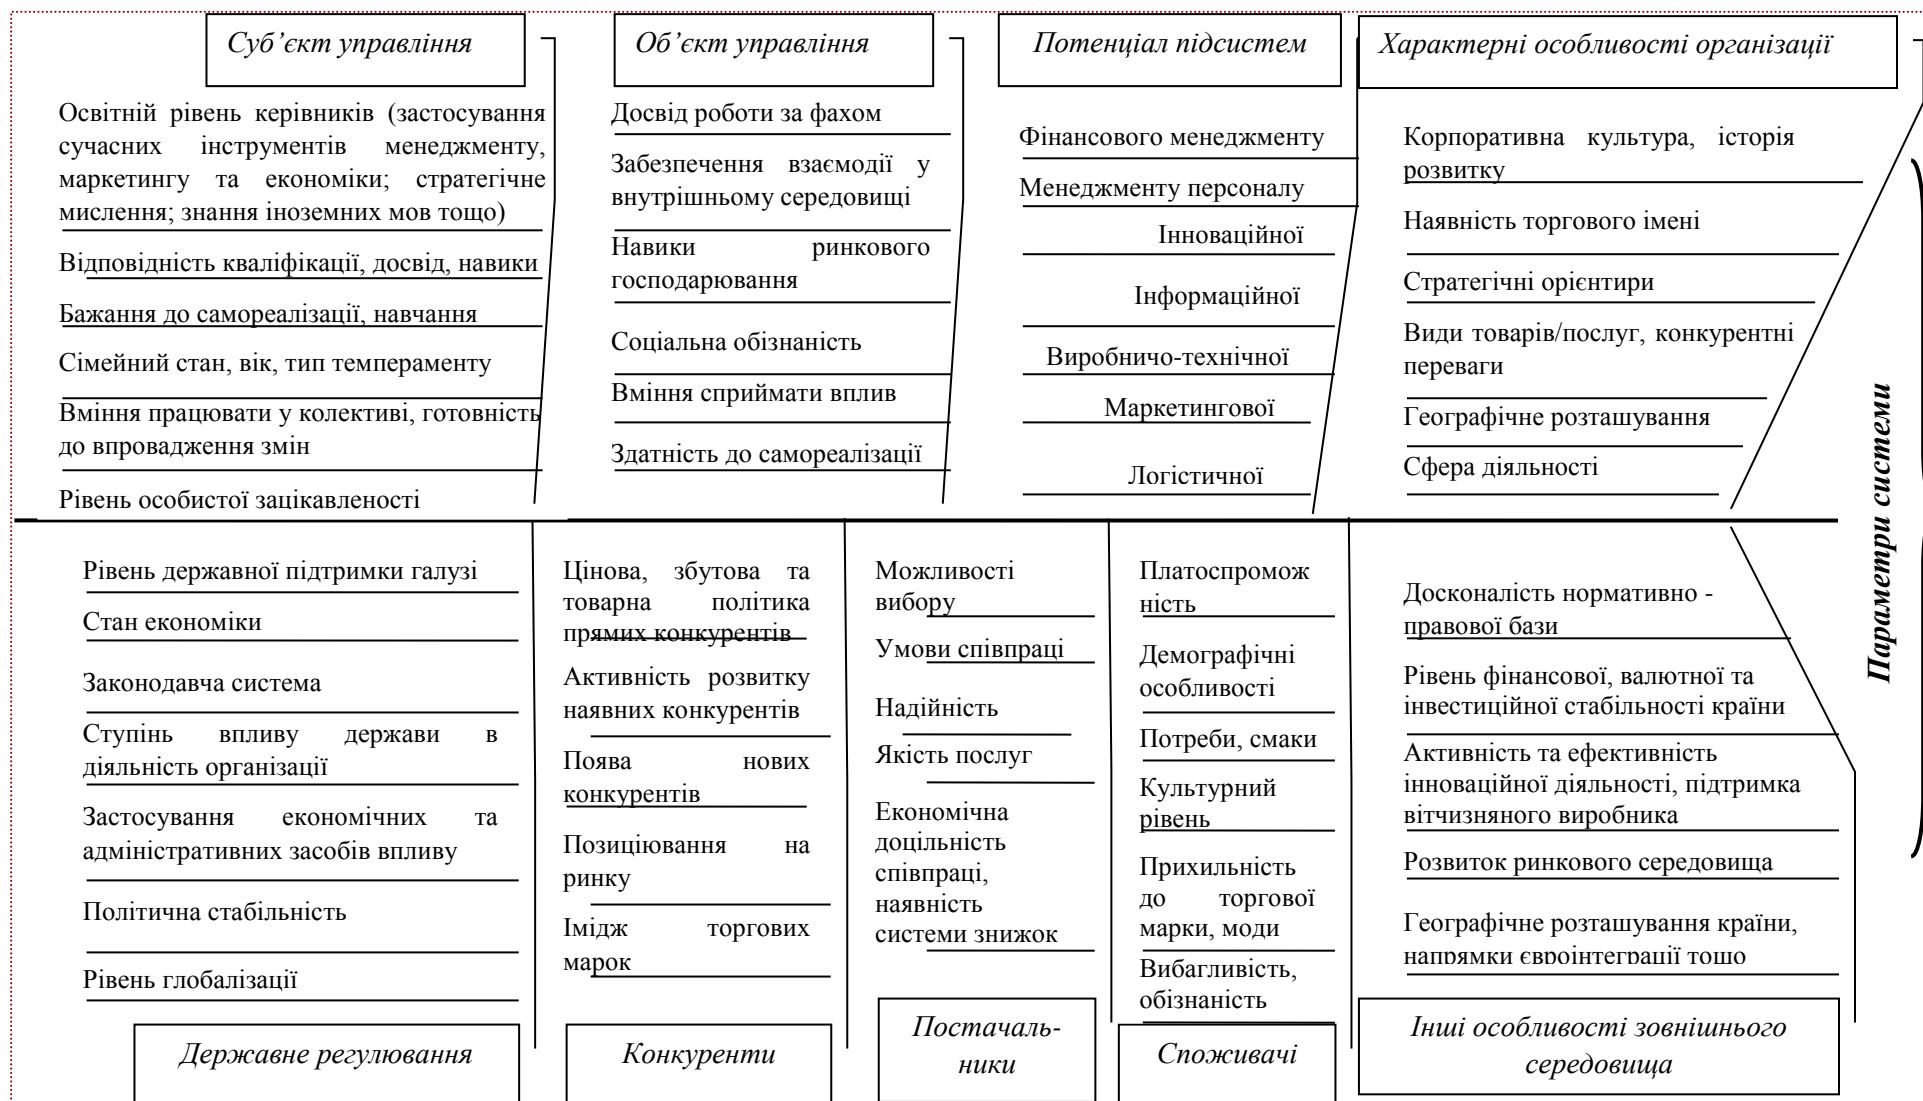 Суб’єкт управління
Освітній рівень керівників (застосування
сучасних інструментів менеджменту,
маркетингу та економіки; стратегічне
мислення; знання іноземних мов тощо)
Відповідність кваліфікації, досвід, навики
Бажання до самореалізації, навчання
Сімейний стан, вік, тип темпераменту
Вміння працювати у колективі, готовність
до впровадження змін
Рівень особистої зацікавленості
Об’єкт управління
Досвід роботи за фахом
Забезпечення взаємодії у
внутрішньому середовищі
Навики ринкового
господарювання
Соціальна обізнаність
Вміння сприймати вплив
Здатність до самореалізації
Потенціал підсистем
Фінансового менеджменту
Менеджменту персоналу
Інноваційної
Інформаційної
Виробничо-технічної
Маркетингової
Логістичної
Характерні особливості організації
Корпоративна культура, історія
розвитку
Наявність торгового імені
Стратегічні орієнтири
Види товарів/послуг, конкурентні
переваги
Географічне розташування
Сфера діяльності
Параметри системи
Рівень державної підтримки галузі
Стан економіки
Законодавча система
Ступінь впливу держави в
діяльність організації
Застосування економічних та
адміністративних засобів впливу
Політична стабільність
Рівень глобалізації
Державне регулювання
Цінова, збутова та
товарна політика
прямих конкурентів
Активність розвитку
наявних конкурентів
Поява нових
конкурентів
Позиціювання на
ринку
Імідж торгових
марок
Конкуренти
Можливості
вибору
Умови співпраці
Надійність
Якість послуг
Економічна
доцільність
співпраці,
наявність
системи знижок
Постачаль-
ники
Платоспромож
ність
Демографічні
особливості
Потреби, смаки
Культурний
рівень
Прихильність
до торгової
марки, моди
Вибагливість,
обізнаність
Споживачі
Досконалість нормативно -
правової бази
Рівень фінансової, валютної та
інвестиційної стабільності країни
Активність та ефективність
інноваційної діяльності, підтримка
вітчизняного виробника
Розвиток ринкового середовища
Географічне розташування країни,
напрямки євроінтеграції тощо
Інші особливості зовнішнього
середовища